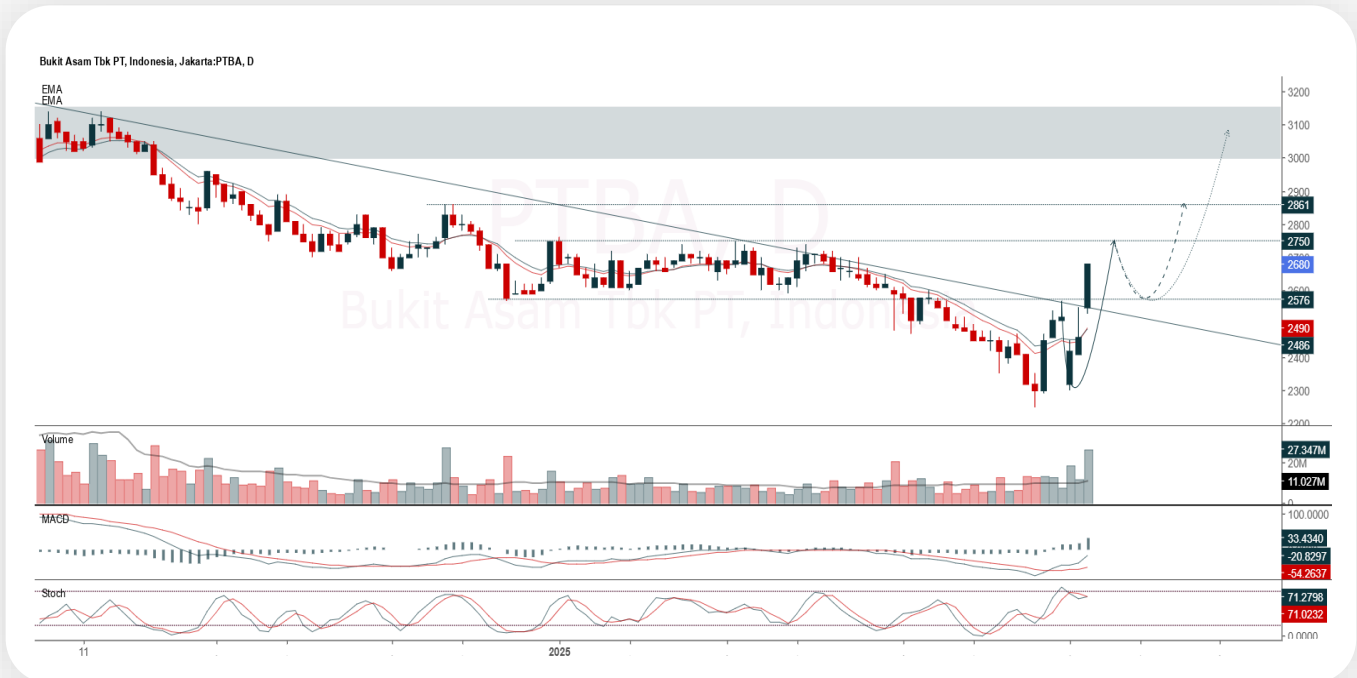 Bukit Asam Tbk PT, Indonesia, Jakarta:PTBA, D
EMA
EMA
3200
3100
3000
2900
2861
2800
2750
2680
2576
2490
2486
2400
2300
2200
PTBA, D
Bukit Asam Tbk PT, Indones
Volume
27.347M
20M
11.027M
0
MACD
100.0000
33.4340
-20.8297
-54.2637
Stoch
71.2798
71.0232
0.0000
11
2025